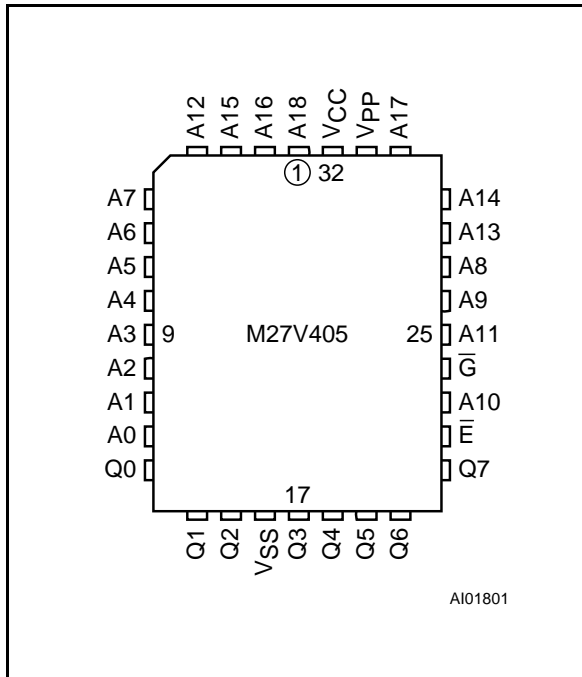 A12 A15 A16 A18 VCC VPP A17
1 32
A7 A14
A6 A13
A5 A8
A4 A9
A3 9 M27V405 25 A11
A2 G̅
A1 A10
A0 E̅
Q0 Q7
17
Q1 Q2 VSS Q3 Q4 Q5 Q6
AI01801